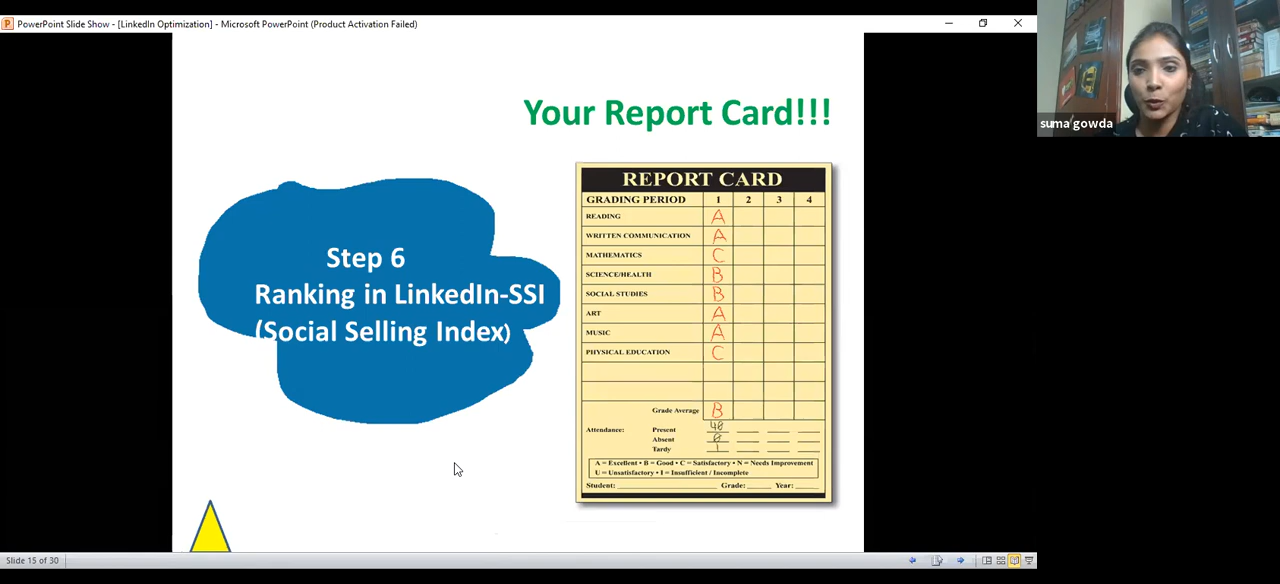 PowerPoint Slide Show - [LinkedIn Optimization] - Microsoft PowerPoint (Product Activation Failed)
suma gowda
Your Report Card!!!
Step 6
Ranking in LinkedIn-SSI
(Social Selling Index)
REPORT CARD
GRADING PERIOD 1 2 3 4
READING A
WRITTEN COMMUNICATION A
MATHEMATICS C
SCIENCE/HEALTH B
SOCIAL STUDIES B
ART A
MUSIC A
PHYSICAL EDUCATION C
Grade Average B
Attendance: Present 48
Absent 0
Tardy 1
A = Excellent • B = Good • C = Satisfactory • N = Needs Improvement
U = Unsatisfactory • I = Insufficient / Incomplete
Student: Grade: Year:
Slide 15 of 30